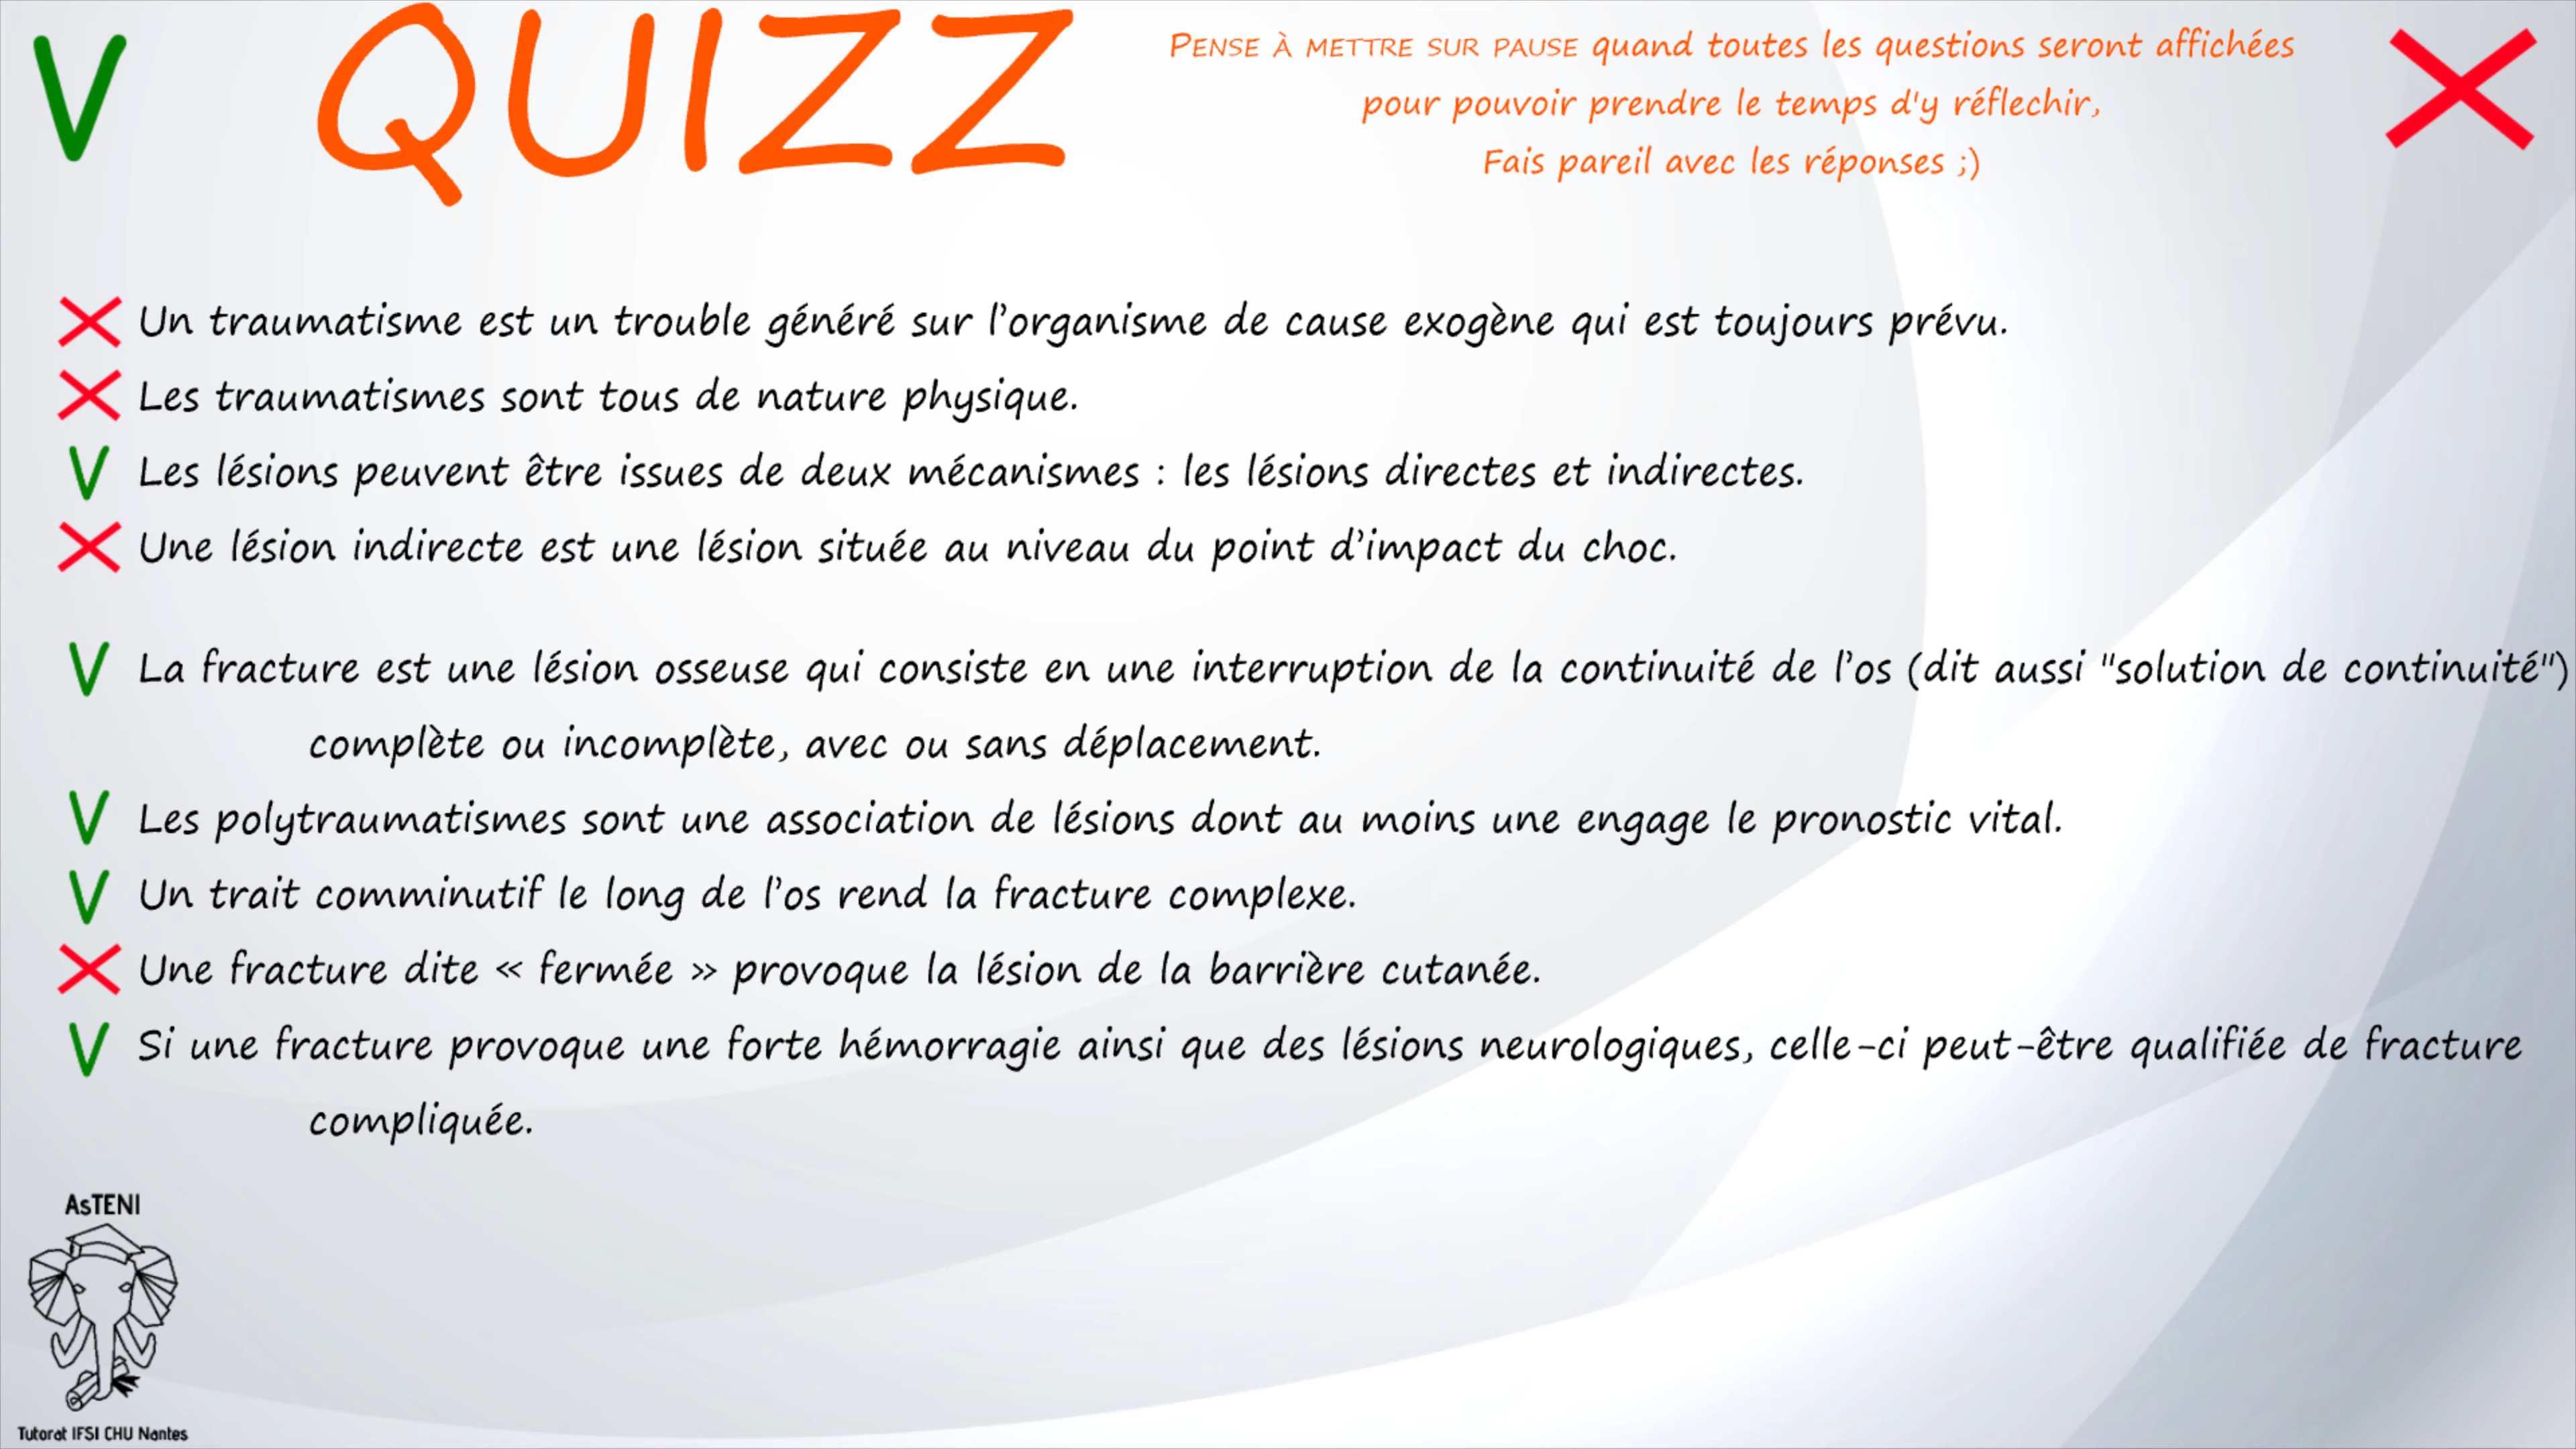 QUIZZ
PENSE À METTRE SUR PAUSE quand toutes les questions seront affichées
pour pouvoir prendre le temps d'y réflechir,
Fais pareil avec les réponses ;)
V
Un traumatisme est un trouble généré sur l'organisme de cause exogène qui est toujours prévu.
Les traumatismes sont tous de nature physique.
V Les lésions peuvent être issues de deux mécanismes : les lésions directes et indirectes.
Une lésion indirecte est une lésion située au niveau du point d'impact du choc.
V La fracture est une lésion osseuse qui consiste en une interruption de la continuité de l'os (dit aussi "solution de continuité")
complète ou incomplète, avec ou sans déplacement.
V Les polytraumatismes sont une association de lésions dont au moins une engage le pronostic vital.
V Un trait comminutif le long de l'os rend la fracture complexe.
Une fracture dite « fermée » provoque la lésion de la barrière cutanée.
V Si une fracture provoque une forte hémorragie ainsi que des lésions neurologiques, celle-ci peut-être qualifiée de fracture
compliquée.
AsTENI
Tutorat IFSI CHU Nantes